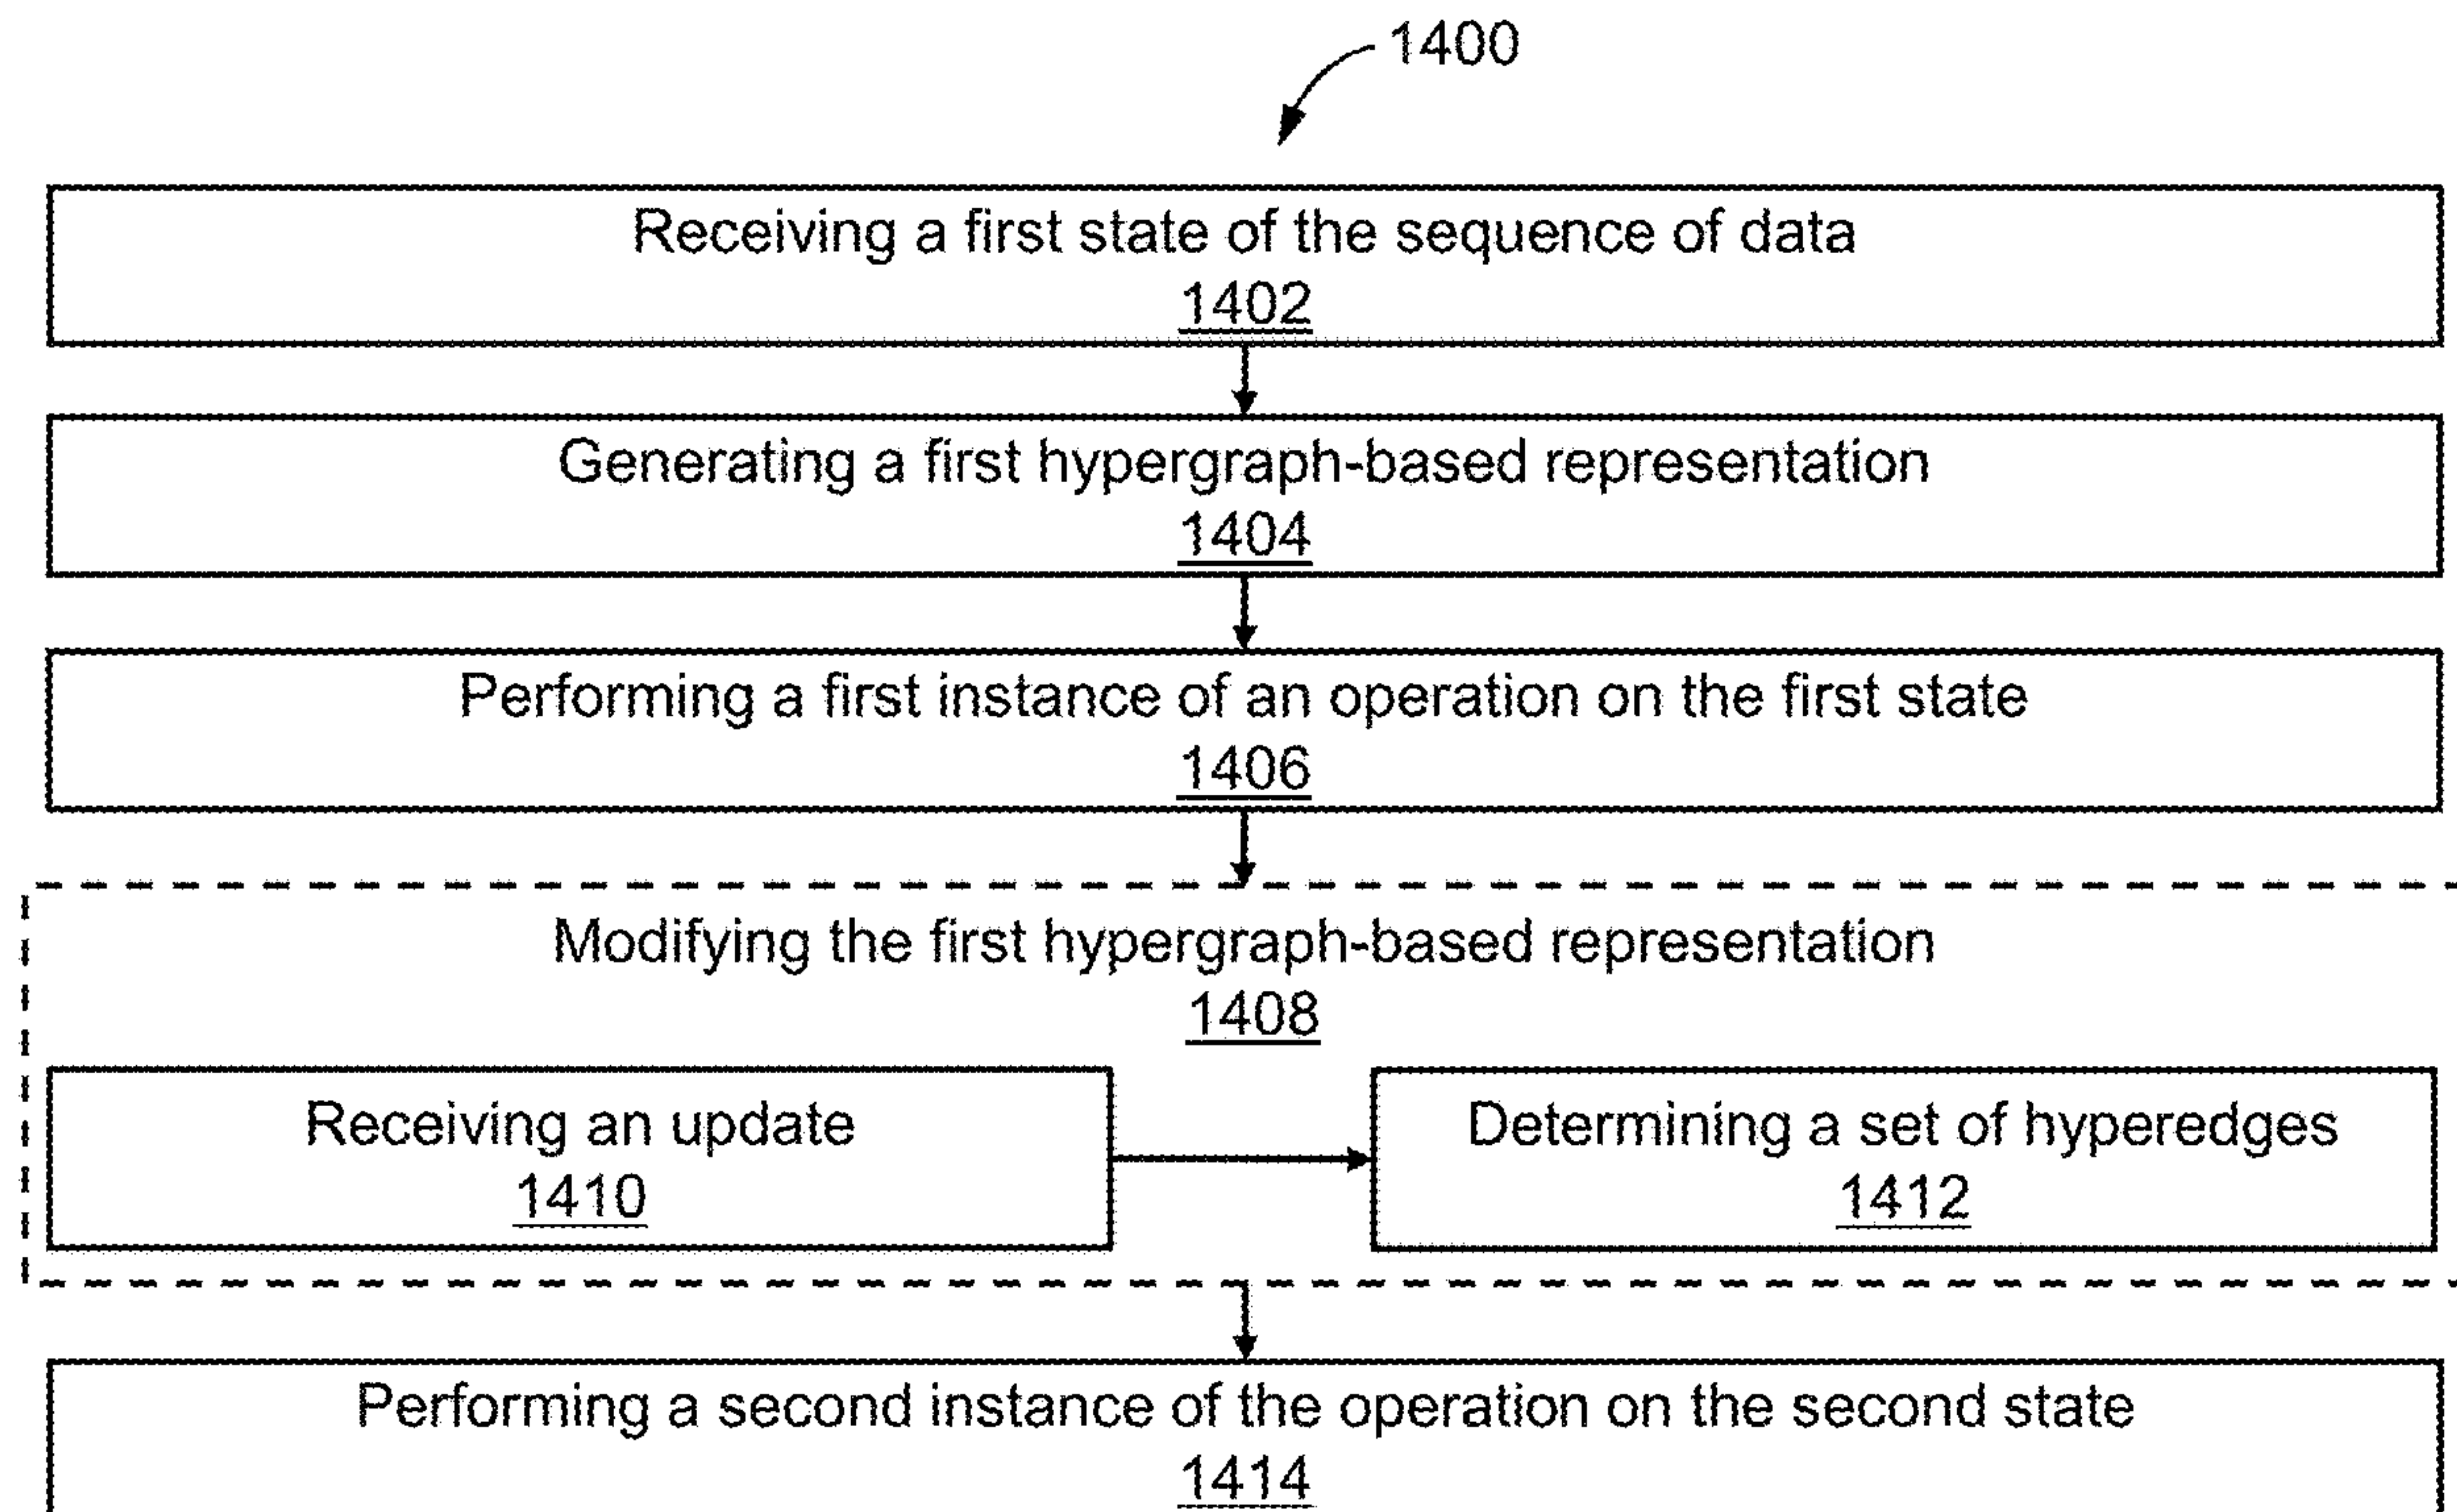 1400
Receiving a first state of the sequence of data
1402
Generating a first hypergraph-based representation
1404
Performing a first instance of an operation on the first state
1406
Modifying the first hypergraph-based representation
1408
Receiving an update
1410
Determining a set of hyperedges
1412
Performing a second instance of the operation on the second state
1414